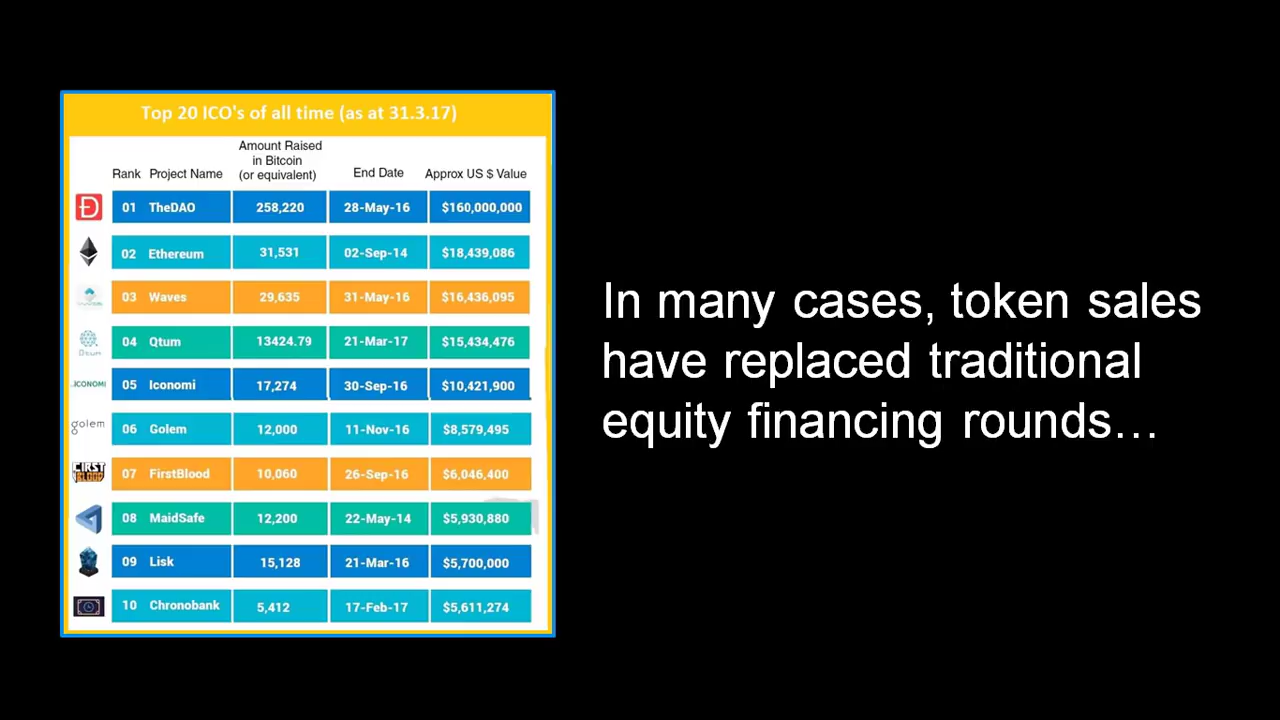 Top 20 ICO's of all time (as at 31.3.17)
Rank Project Name Amount Raised in Bitcoin (or equivalent) End Date Approx US $ Value
01 TheDAO 258,220 28-May-16 $160,000,000
02 Ethereum 31,531 02-Sep-14 $18,439,086
03 Waves 29,635 31-May-16 $16,436,095
Qtum
04 Qtum 13424.79 21-Mar-17 $15,434,476
ICONOMI 05 Iconomi 17,274 30-Sep-16 $10,421,900
golem 06 Golem 12,000 11-Nov-16 $8,579,495
07 FirstBlood 10,060 26-Sep-16 $6,046,400
08 MaidSafe 12,200 22-May-14 $5,930,880
09 Lisk 15,128 21-Mar-16 $5,700,000
10 Chronobank 5,412 17-Feb-17 $5,611,274
In many cases, token sales
have replaced traditional
equity financing rounds…